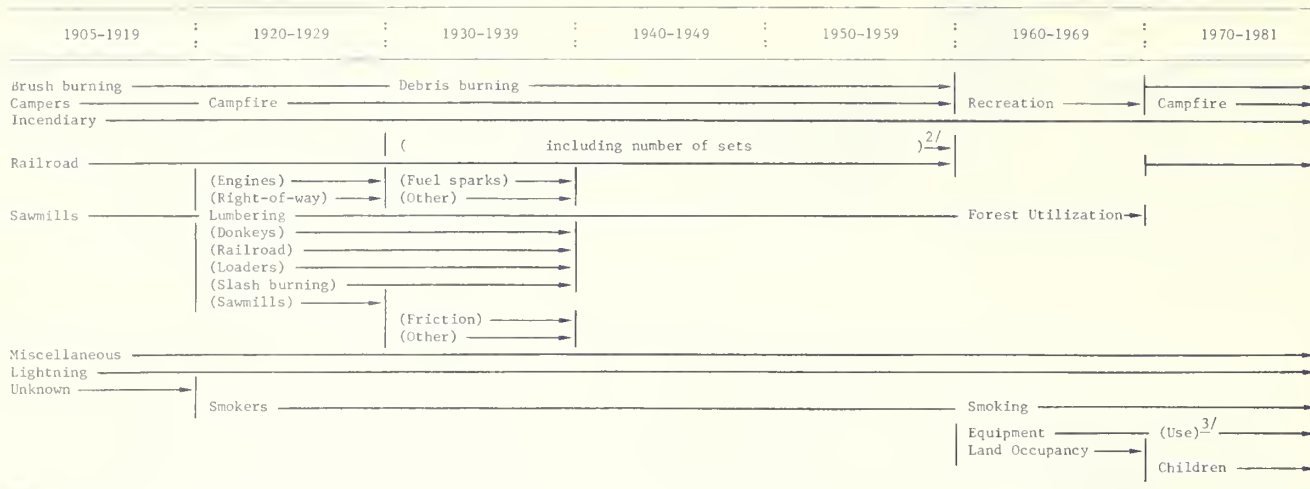 1905-1919 : 1920-1929 : 1930-1939 : 1940-1949 : 1950-1959 : 1960-1969 : 1970-1981
Brush burning Debris burning
Campers Campfire Recreation Campfire
Incendiary
( including number of sets )2/
Railroad
(Engines) (Fuel sparks)
(Right-of-way) (Other)
Sawmills Lumbering Forest Utilization
(Donkeys)
(Railroad)
(Loaders)
(Slash burning)
(Sawmills)
(Friction)
(Other)
Miscellaneous
Lightning
Unknown
Smokers Smoking
Equipment (Use)3/
Land Occupancy
Children